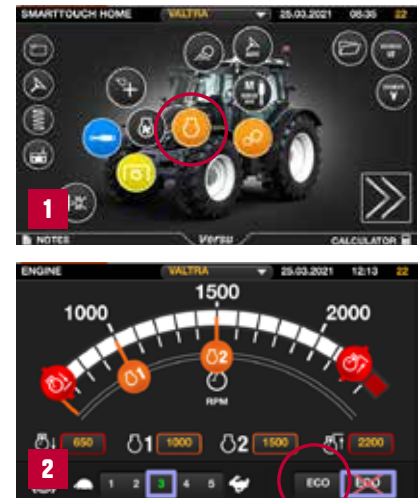 SMARTTOUCH HOME VALTRA 25.03.2021 08:35 22
M
1
NOTES Versu CALCULATOR
ENGINE VALTRA 25.03.2021 12:13 22
1000 1500 2000
1 2
RPM
650 1 1000 2 1500 2200
2 1 2 3 4 5 ECO ECO